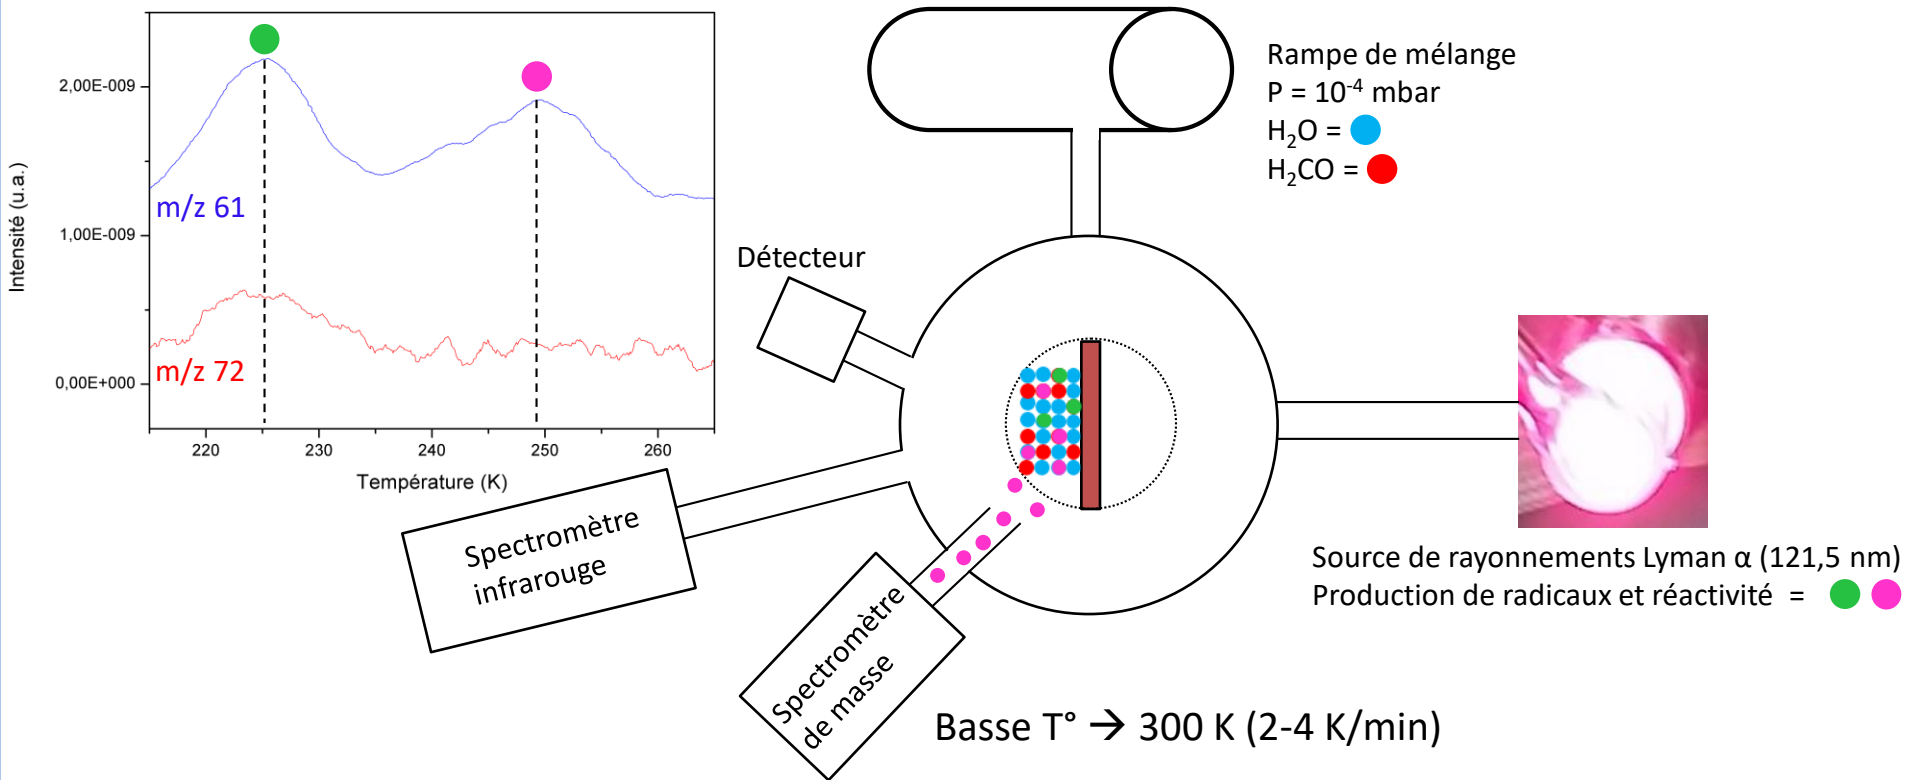 2,00E-009
1,00E-009
0,00E+000
Intensité (u.a.)
m/z 61
m/z 72
220
230
240
250
260
Température (K)
Rampe de mélange
P = 10⁻⁴ mbar
H₂O =
H₂CO =
Détecteur
Spectromètre
infrarouge
Spectromètre
de masse
Source de rayonnements Lyman α (121,5 nm)
Production de radicaux et réactivité =
Basse T° → 300 K (2-4 K/min)